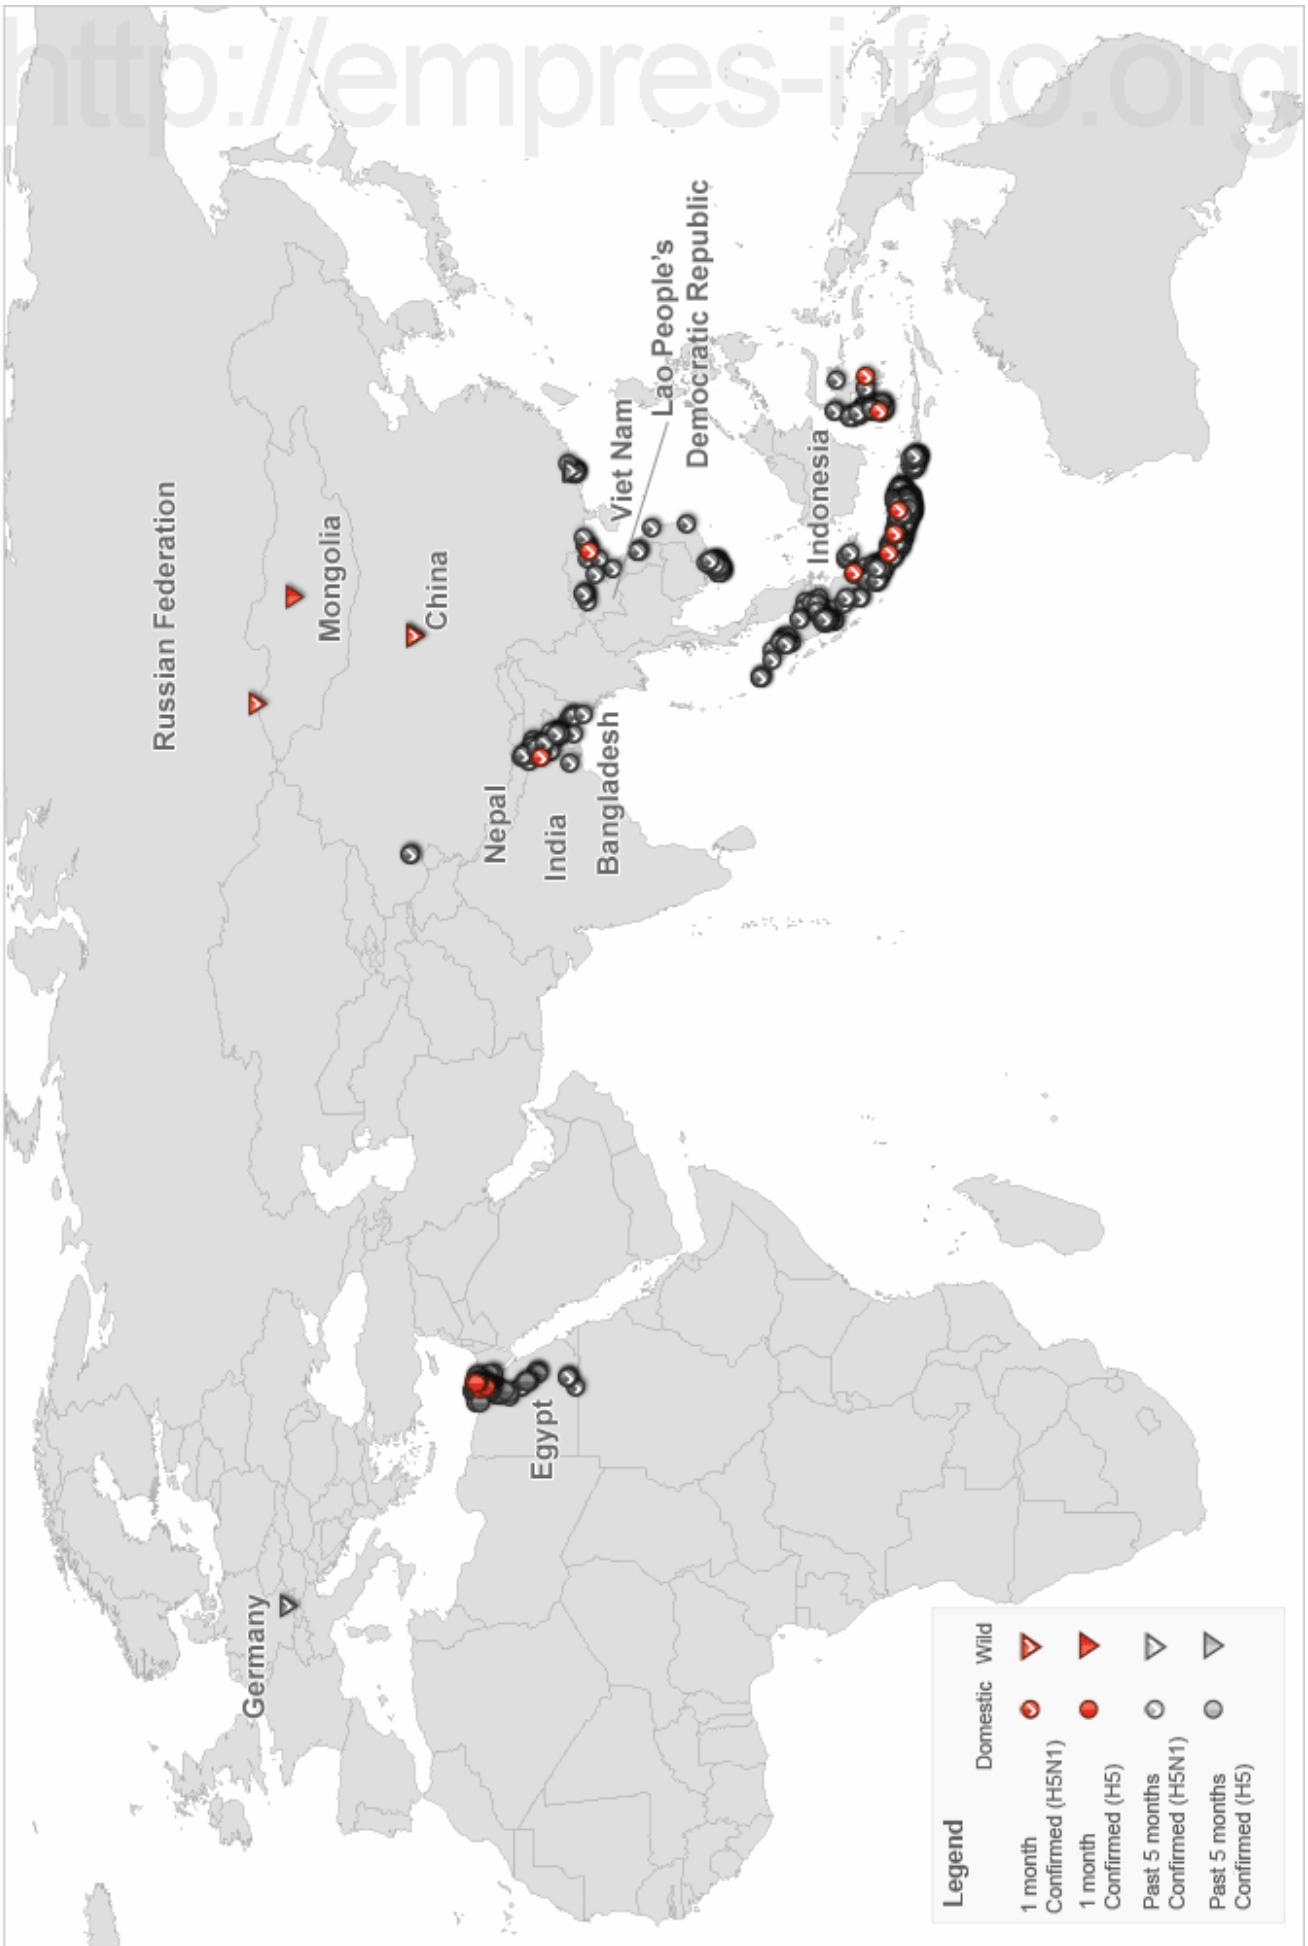 http://empres-i.fao.org
Russian Federation
Mongolia
China
Germany
Nepal
India
Bangladesh
Egypt
Viet Nam
Lao People's
Democratic Republic
Indonesia
Legend
Domestic Wild
1 month
Confirmed (H5N1)
1 month
Confirmed (H5)
Past 5 months
Confirmed (H5N1)
Past 5 months
Confirmed (H5)